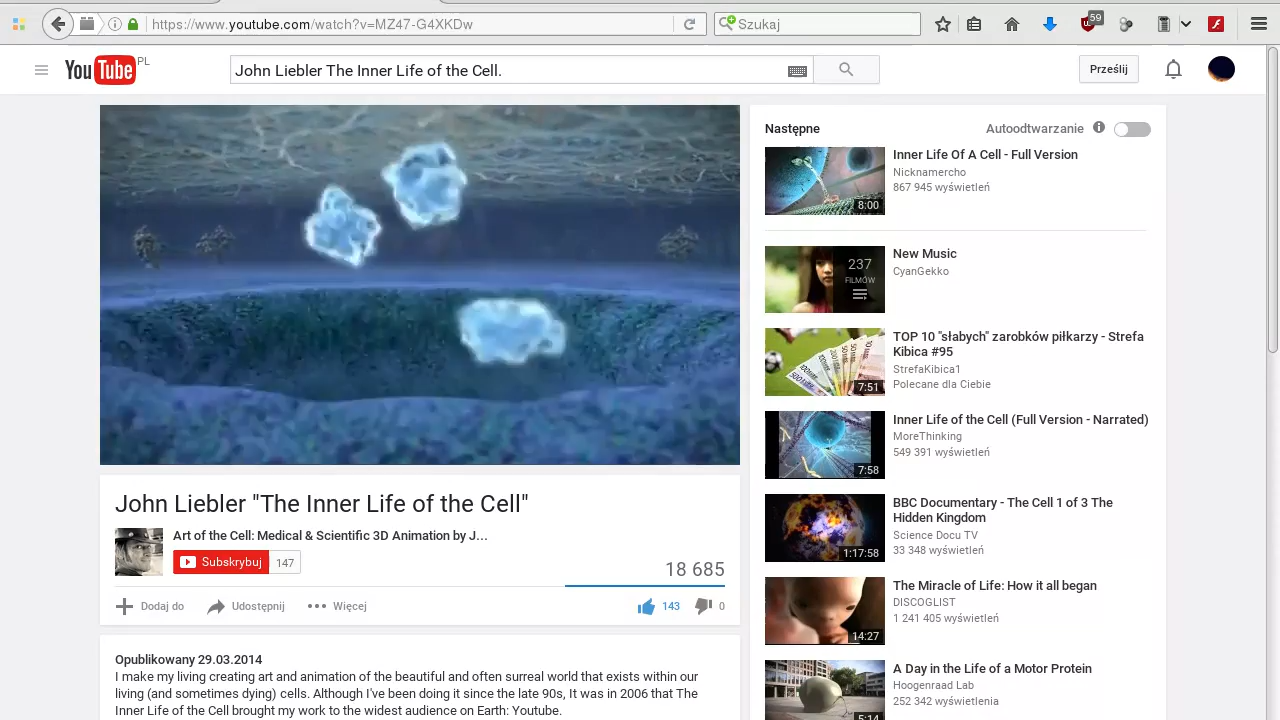 https://www.youtube.com/watch?v=MZ47-G4XKDw
Szukaj
59
YouTube PL
John Liebler The Inner Life of the Cell.
Prześlij
Następne
Autoodtwarzanie
Inner Life Of A Cell - Full Version
Nicknamercho
867 945 wyświetleń
8:00
New Music
CyanGekko
237
FILMÓW
TOP 10 "słabych" zarobków piłkarzy - Strefa
Kibica #95
StrefaKibica1
Polecane dla Ciebie
7:51
Inner Life of the Cell (Full Version - Narrated)
MoreThinking
549 391 wyświetleń
7:58
BBC Documentary - The Cell 1 of 3 The
Hidden Kingdom
Science Docu TV
33 348 wyświetleń
1:17:58
The Miracle of Life: How it all began
DISCOGLIST
1 241 405 wyświetleń
14:27
A Day in the Life of a Motor Protein
Hoogenraad Lab
252 342 wyświetlenia
5:14
John Liebler "The Inner Life of the Cell"
Art of the Cell: Medical & Scientific 3D Animation by J...
Subskrybuj 147
18 685
Dodaj do Udostępnij Więcej
143 0
Opublikowany 29.03.2014
I make my living creating art and animation of the beautiful and often surreal world that exists within our
living (and sometimes dying) cells. Although I've been doing it since the late 90s, It was in 2006 that The
Inner Life of the Cell brought my work to the widest audience on Earth: Youtube.